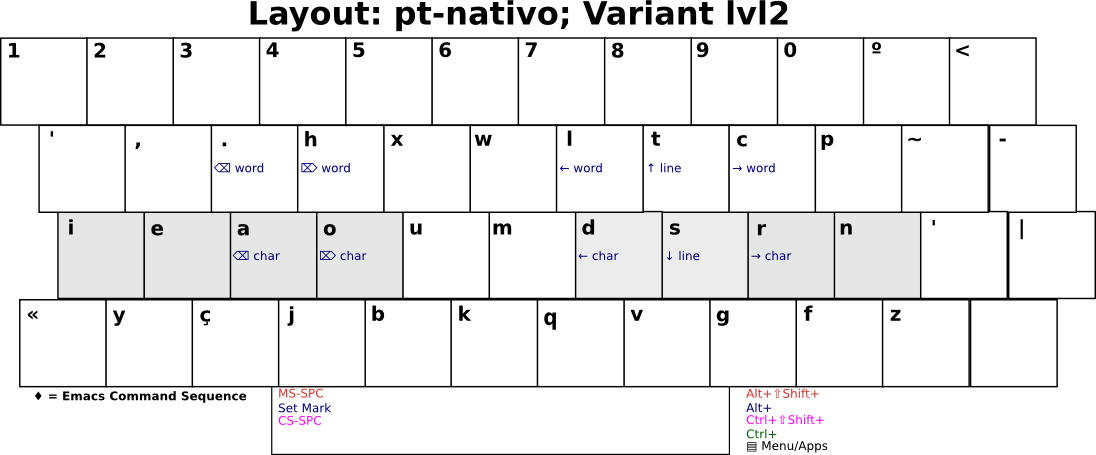 Layout: pt-nativo; Variant lvl2
1 2 3 4 5 6 7 8 9 0 º <
' , . h x w l t c p ~ -
⌫ word ⌦ word ← word ↑ line → word
i e a o u m d s r n ' |
⌫ char ⌦ char ← char ↓ line → char
« y ç j b k q v g f z
♦ = Emacs Command Sequence
MS-SPC
Set Mark
CS-SPC
Alt+⇧Shift+
Alt+
Ctrl+⇧Shift+
Ctrl+
▤ Menu/Apps